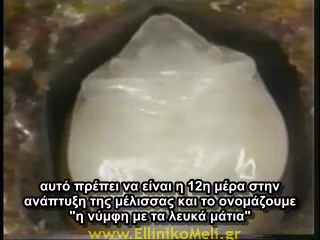 αυτό πρέπει να είναι η 12η μέρα στην
ανάπτυξη της μέλισσας και το ονομάζουμε
"η νύμφη με τα λευκά μάτια"
www.EllinikoMeli.gr